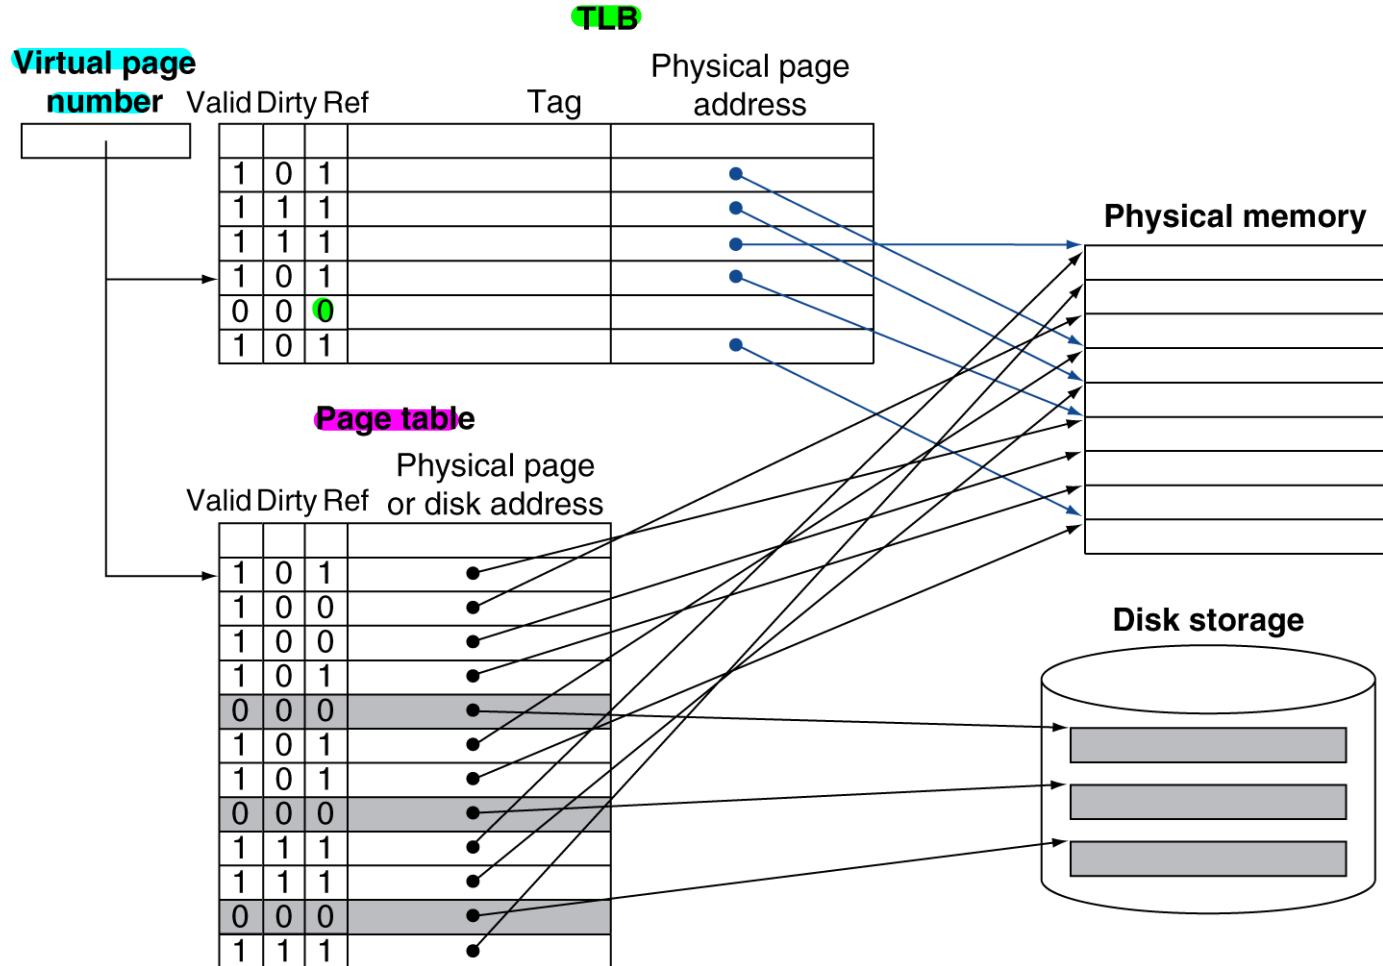 TLB
Virtual page
number
Physical page
address
Valid Dirty Ref
Tag
1 0 1
1 1 1
1 1 1
1 0 1
0 0 0
1 0 1
Physical memory
Page table
Physical page
or disk address
Valid Dirty Ref
1 0 1
1 0 0
1 0 0
1 0 1
0 0 0
1 0 1
1 0 1
0 0 0
1 1 1
1 1 1
0 0 0
1 1 1
Disk storage